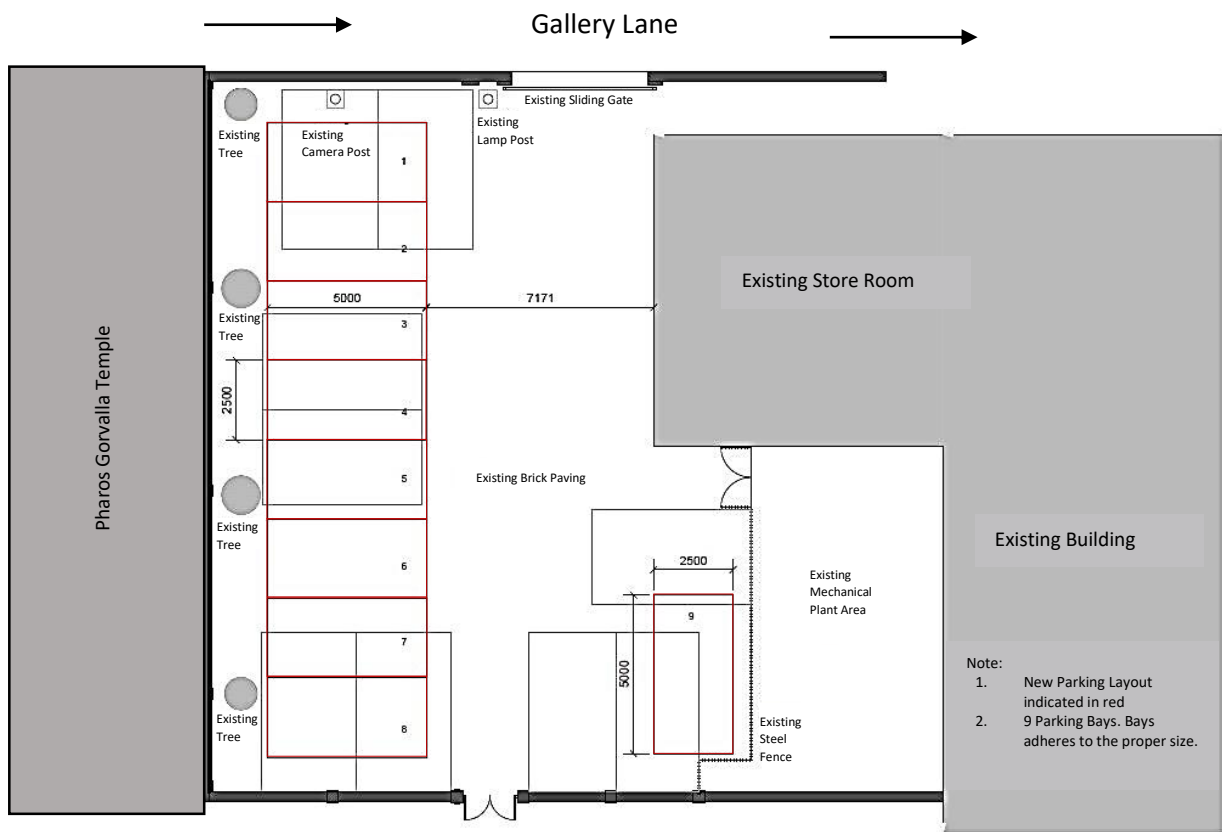 Gallery Lane
Existing Sliding Gate
Existing
Tree
Existing
Camera Post
Existing
Lamp Post
1
2
Existing Store Room
5000
7171
Existing
Tree
3
2500
4
Pharos Gorvalla Temple
5
Existing Brick Paving
Existing
Tree
Existing Building
6
2500
Existing
Mechanical
Plant Area
9
7
5000
Note:
1. New Parking Layout
indicated in red
2. 9 Parking Bays. Bays
adheres to the proper size.
Existing
Tree
8
Existing
Steel
Fence